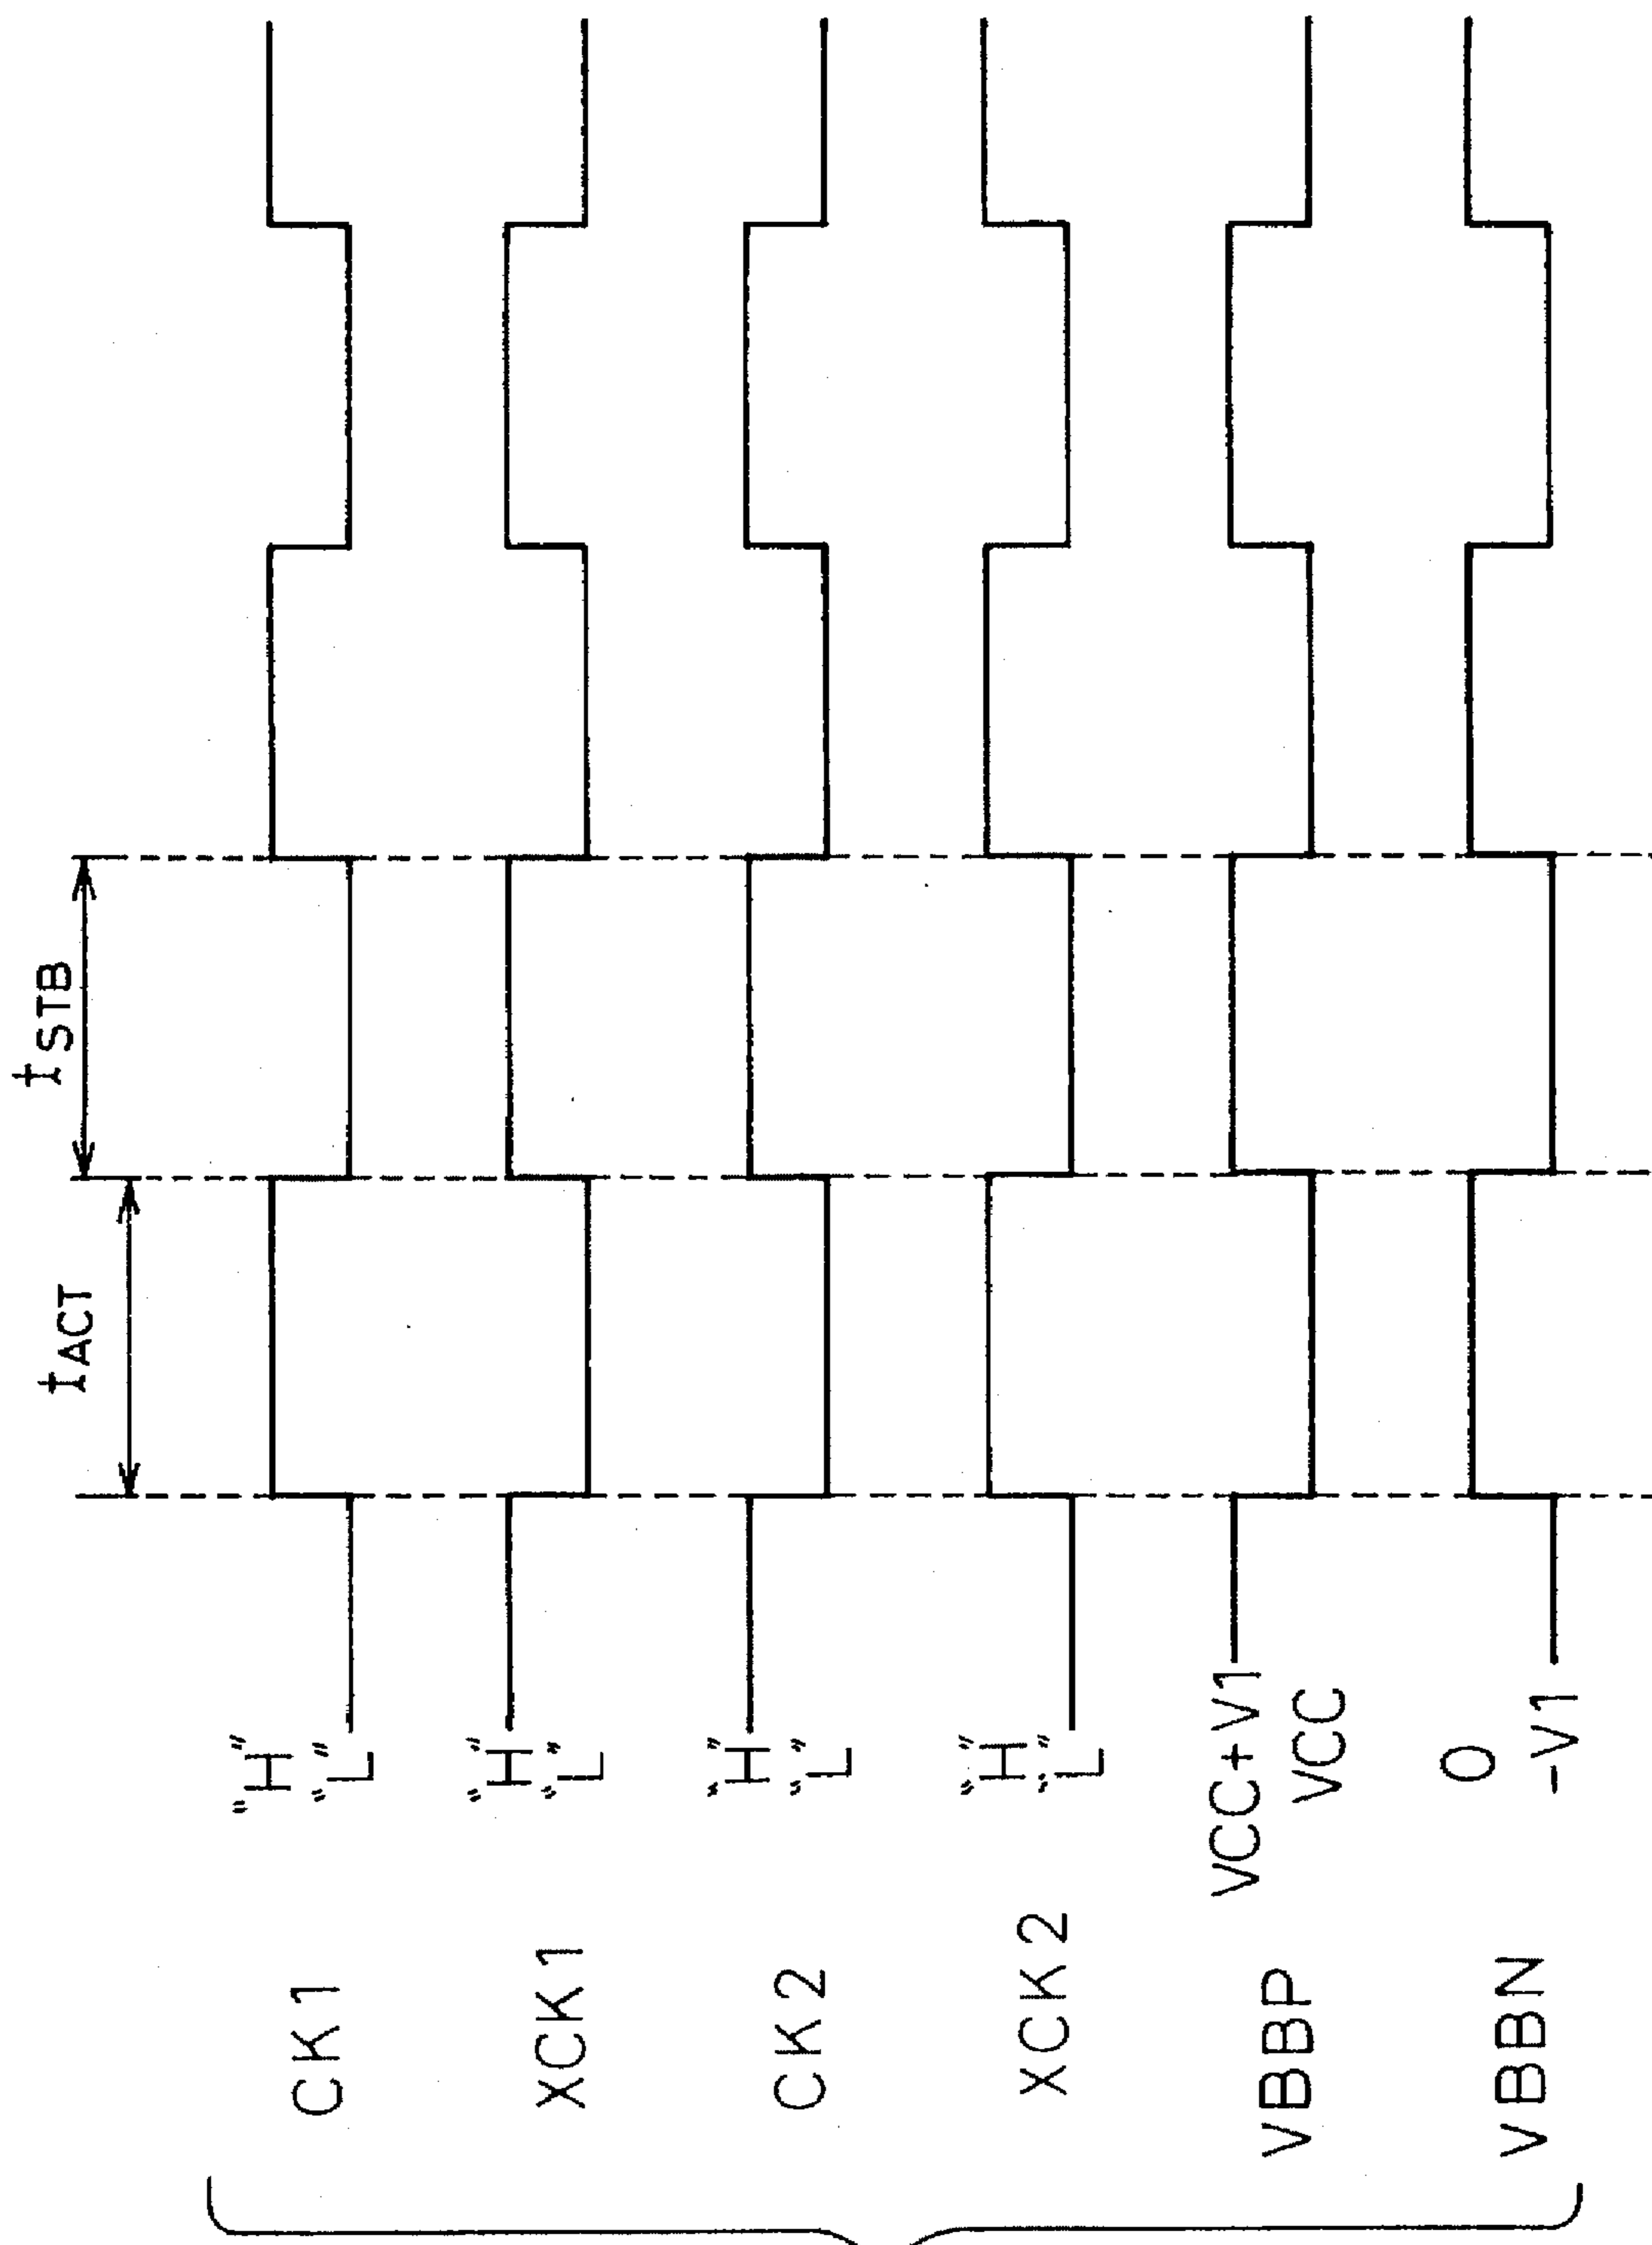 tACT
tSTB
CK1
"H"
"L"
XCK1
"H"
"L"
CK2
"H"
"L"
XCK2
"H"
"L"
VBBP
VCC+V1
VCC
VBBN
0
-V1